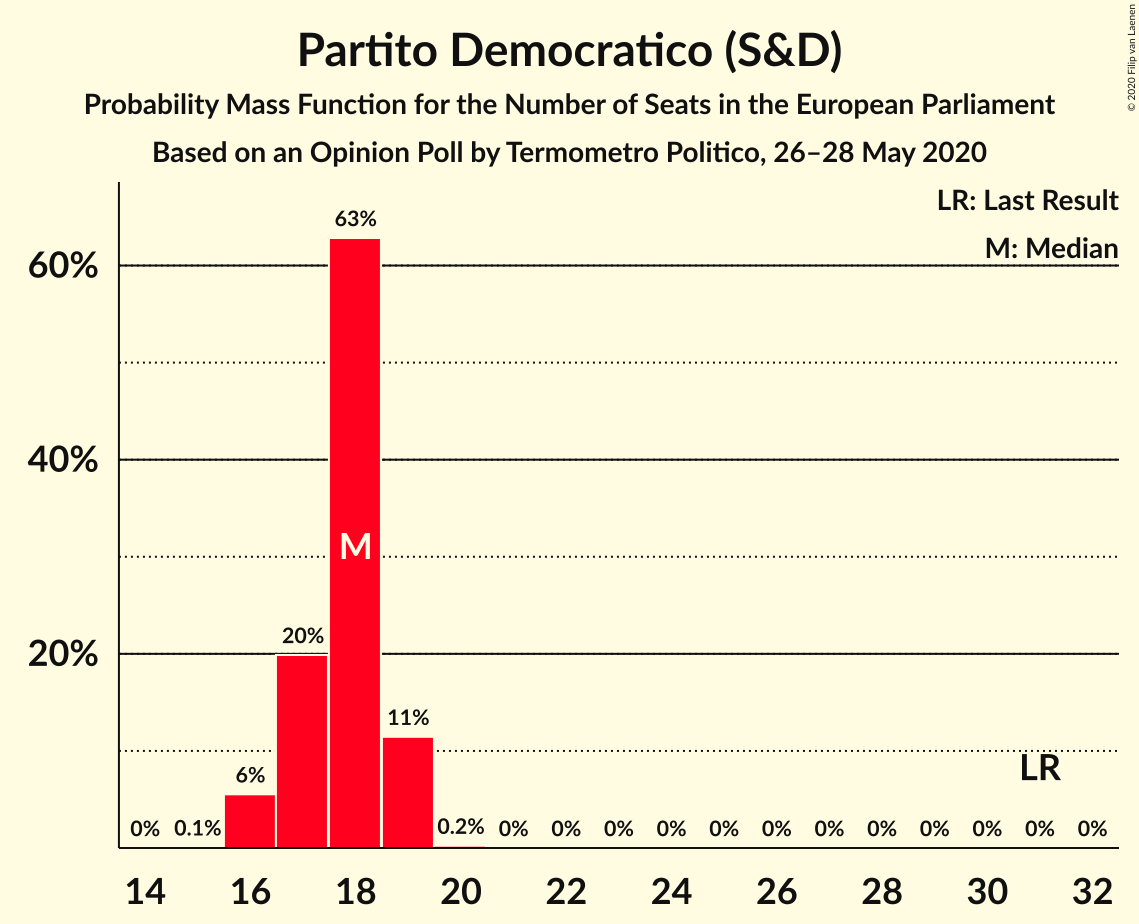 Partito Democratico (S&D)
Probability Mass Function for the Number of Seats in the European Parliament
Based on an Opinion Poll by Termometro Politico, 26–28 May 2020
© 2020 Filip van Laenen
LR: Last Result
M: Median
63%
60%
40%
M
20%
20%
11%
6%
LR
0% 0.1% 0.2% 0% 0% 0% 0% 0% 0% 0% 0% 0% 0% 0% 0%
14 16 18 20 22 24 26 28 30 32